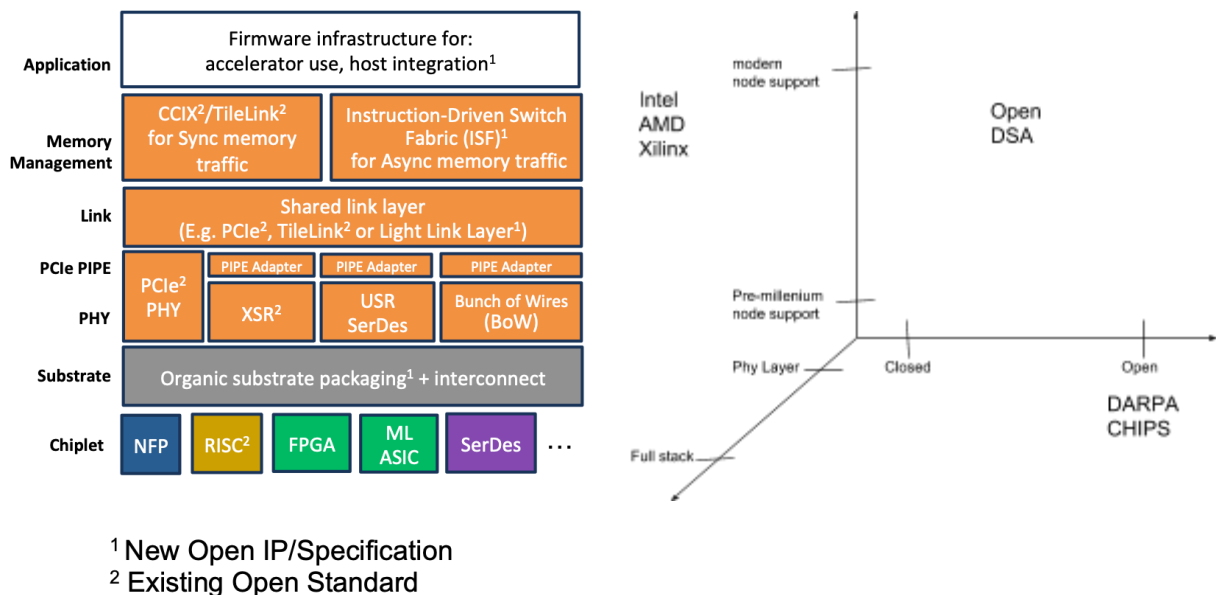 Application
Firmware infrastructure for:
accelerator use, host integration¹
Memory
Management
CCIX²/TileLink²
for Sync memory
traffic
Instruction-Driven Switch
Fabric (ISF)¹
for Async memory traffic
Link
Shared link layer
(E.g. PCIe², TileLink² or Light Link Layer¹)
PCIe PIPE
PIPE Adapter
PIPE Adapter
PIPE Adapter
PHY
PCIe²
PHY
XSR²
USR
SerDes
Bunch of Wires
(BoW)
Substrate
Organic substrate packaging¹ + interconnect
Chiplet
NFP
RISC²
FPGA
ML
ASIC
SerDes
...
¹ New Open IP/Specification
² Existing Open Standard
Intel
AMD
Xilinx
modern
node support
Open
DSA
Pre-millenium
node support
Phy Layer
Closed
Open
Full stack
DARPA
CHIPS